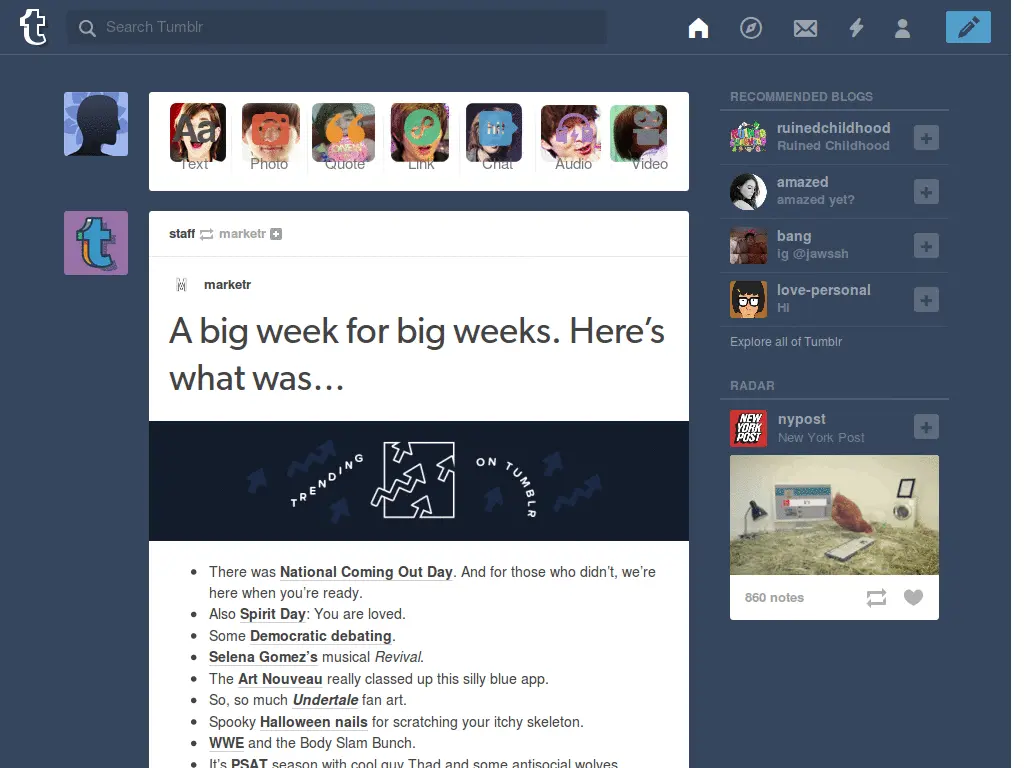 t
Search Tumblr
Aa
Text
Photo
Quote
Link
hi!
Chat
Audio
Video
staff marketr
marketr
A big week for big weeks. Here’s
what was…
TRENDING
ON TUMBLR
There was National Coming Out Day. And for those who didn’t, we’re
here when you’re ready.
Also Spirit Day: You are loved.
Some Democratic debating.
Selena Gomez’s musical Revival.
The Art Nouveau really classed up this silly blue app.
So, so much Undertale fan art.
Spooky Halloween nails for scratching your itchy skeleton.
WWE and the Body Slam Bunch.
It’s PSAT season with cool guy Thad and some antisocial wolves.
RECOMMENDED BLOGS
ruinedchildhood
Ruined Childhood
amazed
amazed yet?
bang
ig @jawssh
love-personal
HI
Explore all of Tumblr
RADAR
NEW
YORK
POST
nypost
New York Post
860 notes